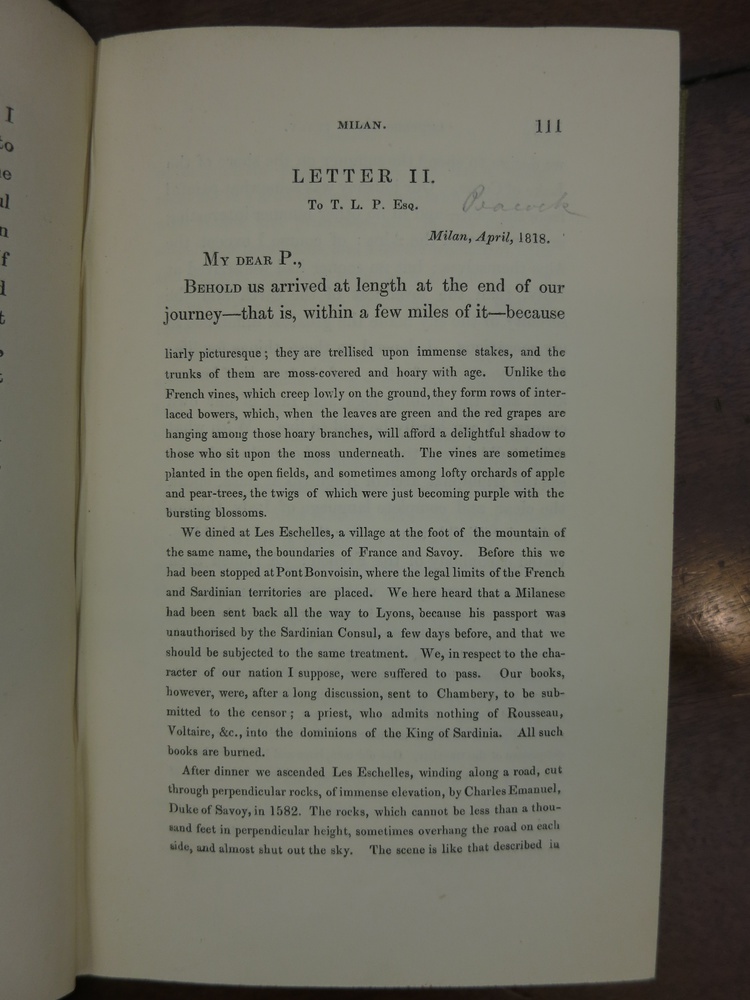 I
to
e
ul
n
f
d
t
,
;
MILAN. 111
LETTER II.
To T. L. P. Esq. Peacock
Milan, April, 1818.
My dear P.,
Behold us arrived at length at the end of our
journey—that is, within a few miles of it—because
liarly picturesque; they are trellised upon immense stakes, and the
trunks of them are moss-covered and hoary with age. Unlike the
French vines, which creep lowly on the ground, they form rows of inter-
laced bowers, which, when the leaves are green and the red grapes are
hanging among those hoary branches, will afford a delightful shadow to
those who sit upon the moss underneath. The vines are sometimes
planted in the open fields, and sometimes among lofty orchards of apple
and pear-trees, the twigs of which were just becoming purple with the
bursting blossoms.
We dined at Les Eschelles, a village at the foot of the mountain of
the same name, the boundaries of France and Savoy. Before this we
had been stopped at Pont Bonvoisin, where the legal limits of the French
and Sardinian territories are placed. We here heard that a Milanese
had been sent back all the way to Lyons, because his passport was
unauthorised by the Sardinian Consul, a few days before, and that we
should be subjected to the same treatment. We, in respect to the cha-
racter of our nation I suppose, were suffered to pass. Our books,
however, were, after a long discussion, sent to Chambery, to be sub-
mitted to the censor; a priest, who admits nothing of Rousseau,
Voltaire, &c., into the dominions of the King of Sardinia. All such
books are burned.
After dinner we ascended Les Eschelles, winding along a road, cut
through perpendicular rocks, of immense elevation, by Charles Emanuel,
Duke of Savoy, in 1582. The rocks, which cannot be less than a thou-
sand feet in perpendicular height, sometimes overhang the road on each
side, and almost shut out the sky. The scene is like that described in